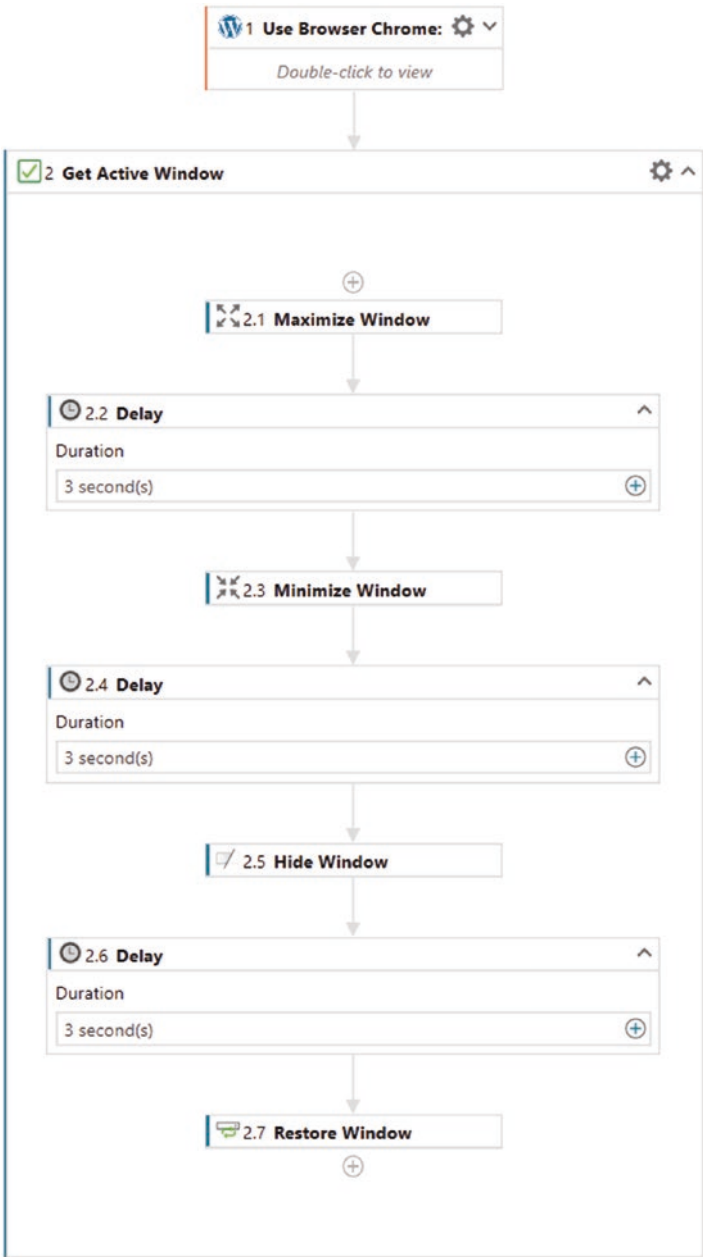 1 Use Browser Chrome:
Double-click to view
2 Get Active Window
2.1 Maximize Window
2.2 Delay
Duration
3 second(s)
2.3 Minimize Window
2.4 Delay
Duration
3 second(s)
2.5 Hide Window
2.6 Delay
Duration
3 second(s)
2.7 Restore Window